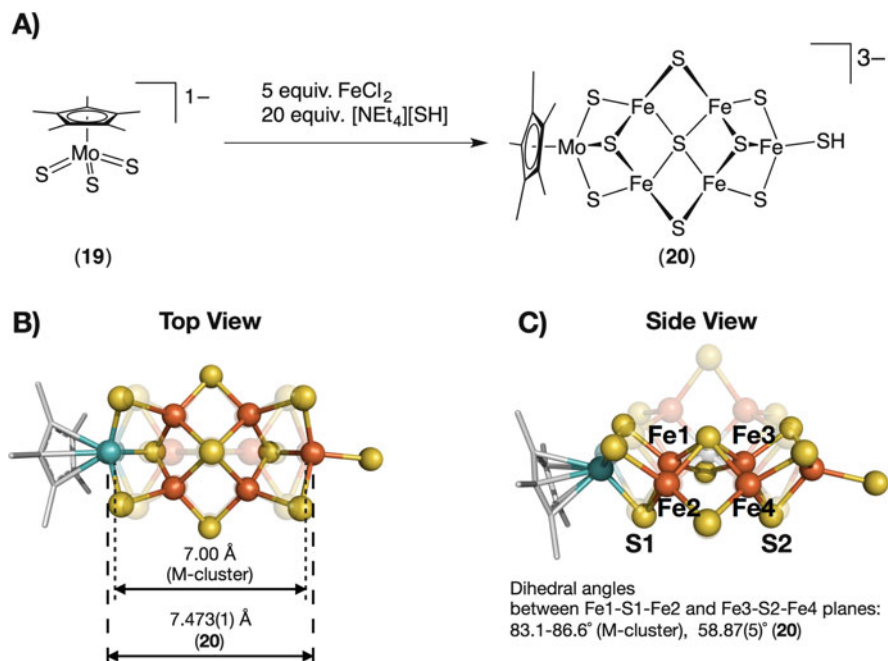 A)
1–
5 equiv. FeCl2
20 equiv. [NEt4][SH]
Mo
S
S
S
(19)
3–
S
S
Fe
Fe
S
Mo
S
S
S
Fe
SH
S
Fe
Fe
S
S
(20)
B)
Top View
7.00 Å
(M-cluster)
7.473(1) Å
(20)
C)
Side View
Fe1
Fe3
Fe2
Fe4
S1
S2
Dihedral angles
between Fe1-S1-Fe2 and Fe3-S2-Fe4 planes:
83.1-86.6° (M-cluster), 58.87(5)° (20)